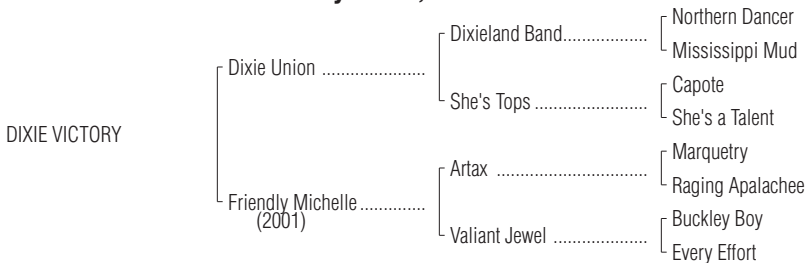 Northern Dancer
Dixieland Band..................
Mississippi Mud
Dixie Union ......................
Capote
She's Tops ........................
She's a Talent
DIXIE VICTORY
Marquetry
Artax ................................
Raging Apalachee
Friendly Michelle..............
(2001)
Buckley Boy
Valiant Jewel ....................
Every Effort